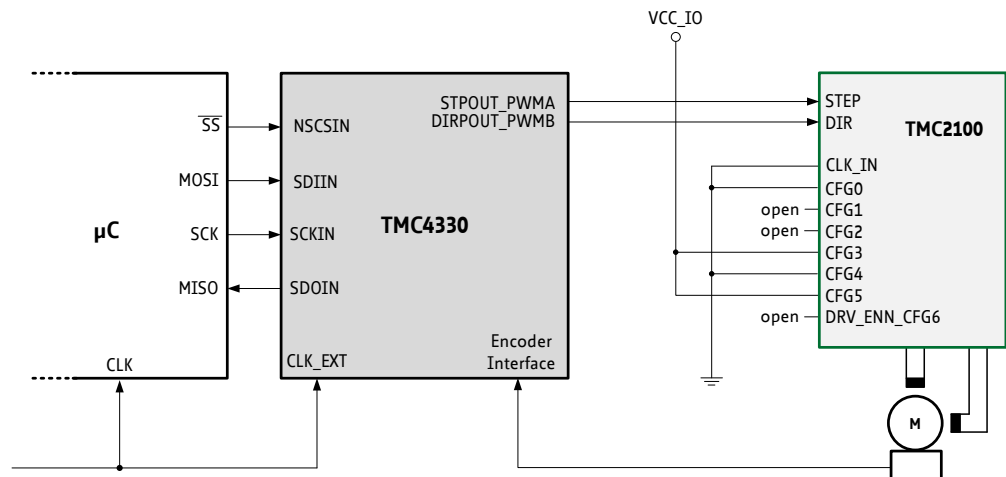 VCC_IO
STPOUT_PWMA
DIRPOUT_PWMB
STEP
DIR
TMC2100
SS
NSCSIN
MOSI
SDIIN
µC
TMC4330
SCK
SCKIN
MISO
SDOIN
CLK_IN
CFG0
open
CFG1
open
CFG2
CFG3
CFG4
CFG5
open
DRV_ENN_CFG6
CLK
CLK_EXT
Encoder
Interface
M